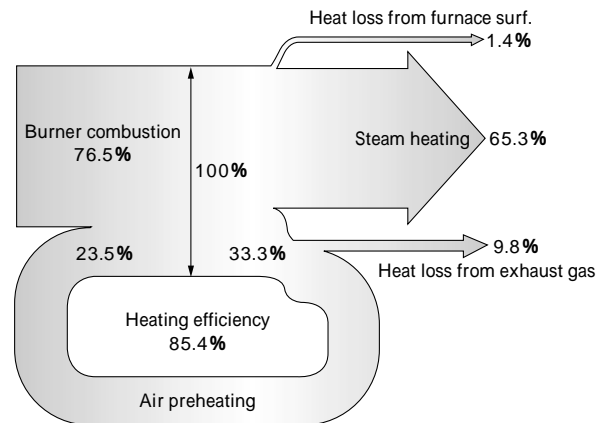 Heat loss from furnace surf.
1.4%
Burner combustion
76.5%
100%
Steam heating
65.3%
23.5%
33.3%
9.8%
Heat loss from exhaust gas
Heating efficiency
85.4%
Air preheating